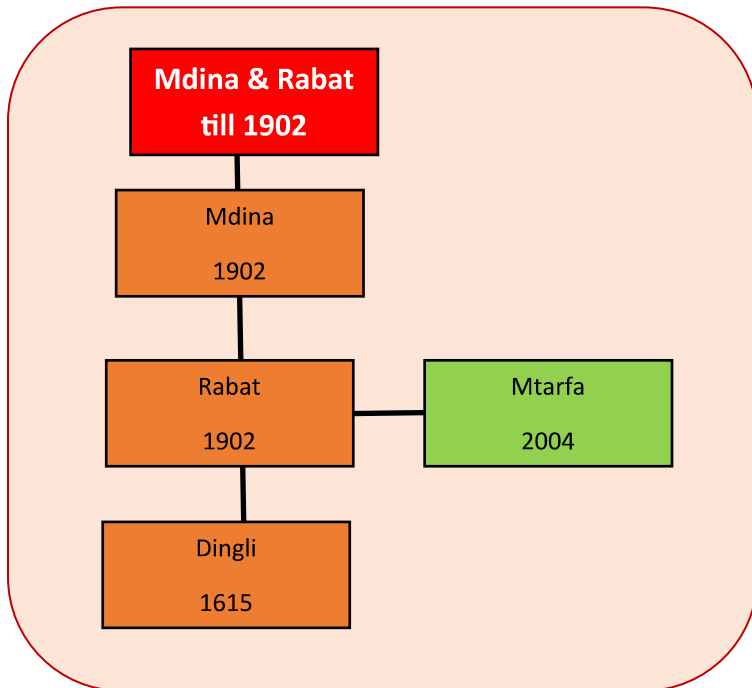 Mdina & Rabat
till 1902
Mdina
1902
Rabat
1902
Mtarfa
2004
Dingli
1615